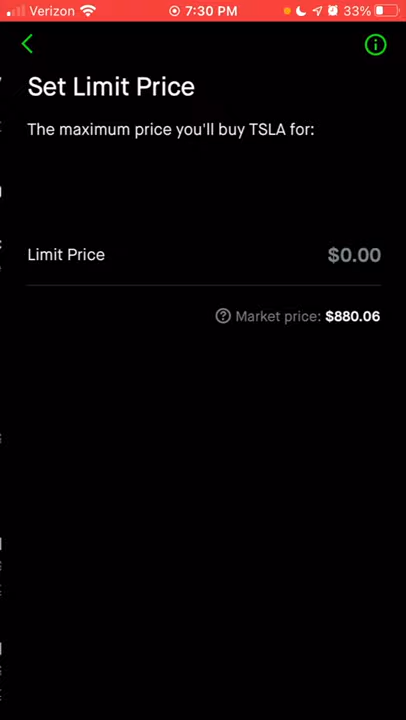 Verizon 7:30 PM 33%
Set Limit Price
The maximum price you'll buy TSLA for:
Limit Price $0.00
Market price: $880.06